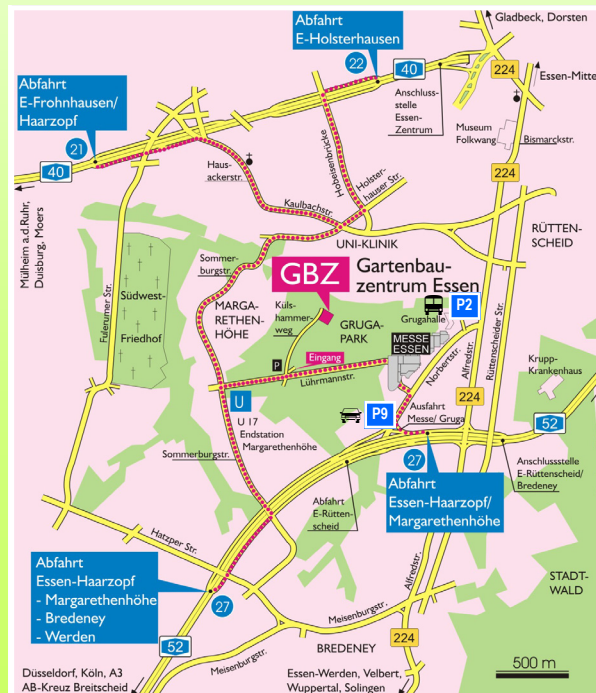 Gladbeck, Dorsten
Abfahrt
E-Holsterhausen
22
40
224
Essen-Mitte
Anschluss-
stelle
Essen-
Zentrum
Abfahrt
E-Frohnhausen/
Haarzopf
21
40
Museum
Folkwang
Bismarckstr.
224
Hobeisenbrücke
Haus-
ackerstr.
Holster-
hauser Str.
Kaulbachstr.
Mülheim a.d.Ruhr,
Duisburg, Moers
UNI-KLINIK
RÜTTEN-
SCHEID
Sommer-
burgstr.
GBZ
Gartenbau-
zentrum Essen
Fulerumer Str.
Südwest-
Friedhof
MARGA-
RETHEN-
HÖHE
Küls-
hammer-
weg
GRUGA-
PARK
Grugahalle
P2
MESSE
ESSEN
Norbertstr.
Alfredstr.
Rüttenscheider Str.
P
Eingang
Lührmannstr.
Krupp-
Krankenhaus
224
U
U 17
Endstation
Margarethenhöhe
P9
Ausfahrt
Messe/ Gruga
52
Sommerburgstr.
27
Anschlussstelle
E-Rüttenscheid/
Bredeney
Abfahrt
Essen-Haarzopf/
Margarethenhöhe
Abfahrt
E-Rütten-
scheid
Hatzper Str.
Abfahrt
Essen-Haarzopf
- Margarethenhöhe
- Bredeney
- Werden
27
Alfredstr.
STADT-
WALD
Meisenburgstr.
52
224
BREDENEY
Meisenburgstr.
Düsseldorf, Köln, A3
AB-Kreuz Breitscheid
Essen-Werden, Velbert,
Wuppertal, Solingen
500 m